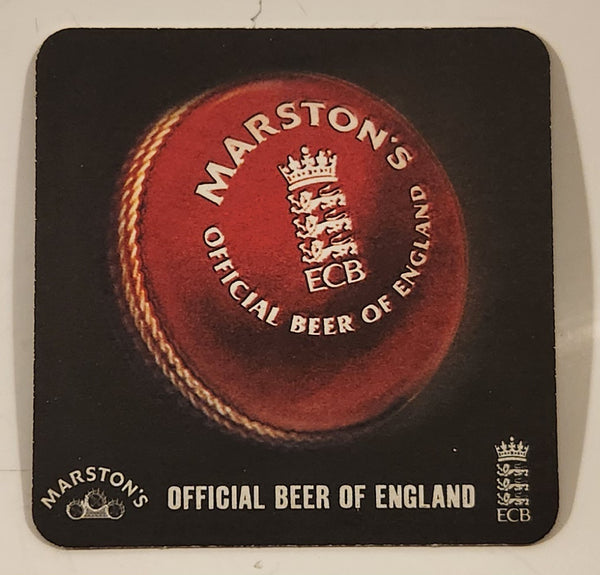 MARSTON'S
ECB
OFFICIAL BEER OF ENGLAND
MARSTON'S
OFFICIAL BEER OF ENGLAND
ECB